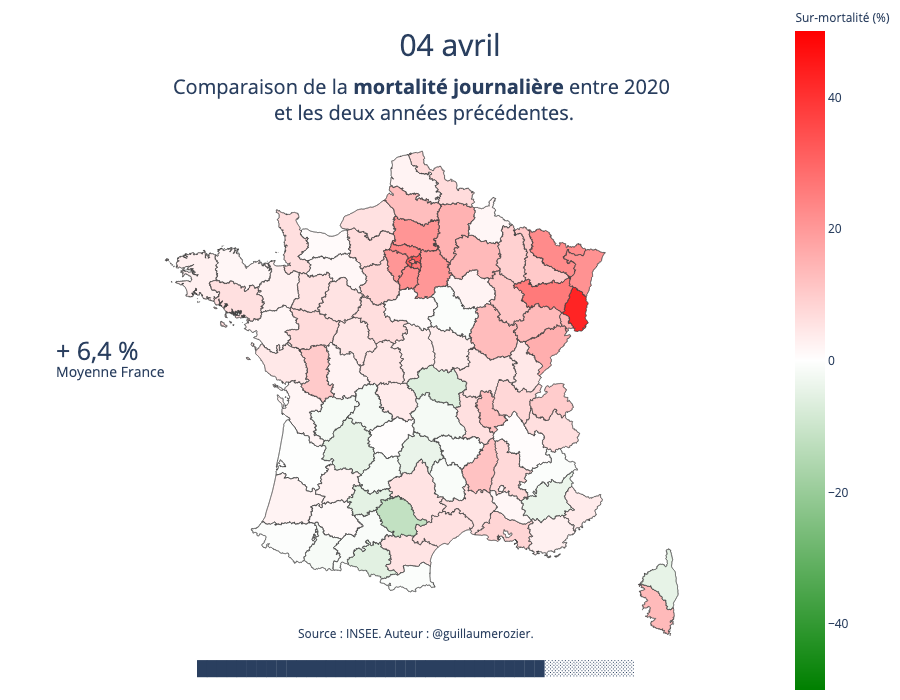 04 avril
Comparaison de la mortalité journalière entre 2020
et les deux années précédentes.
Sur-mortalité (%)
40
20
0
−20
−40
+ 6,4 %
Moyenne France
Source : INSEE. Auteur : @guillaumerozier.